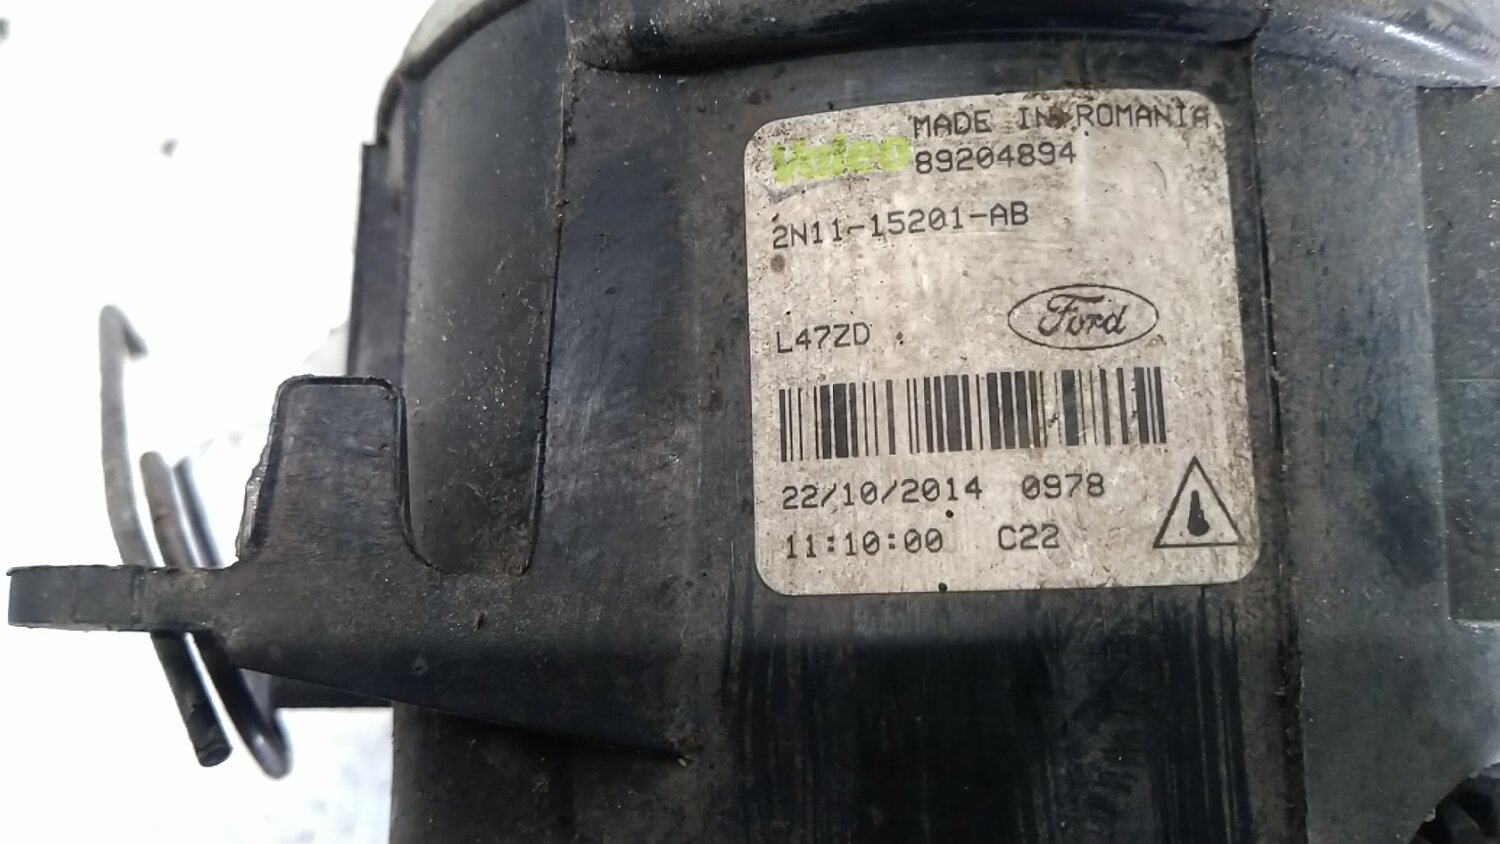 Valeo MADE IN ROMANIA
89204894
2N11-15201-AB
L47ZD Ford
22/10/2014 0978
11:10:00 C22